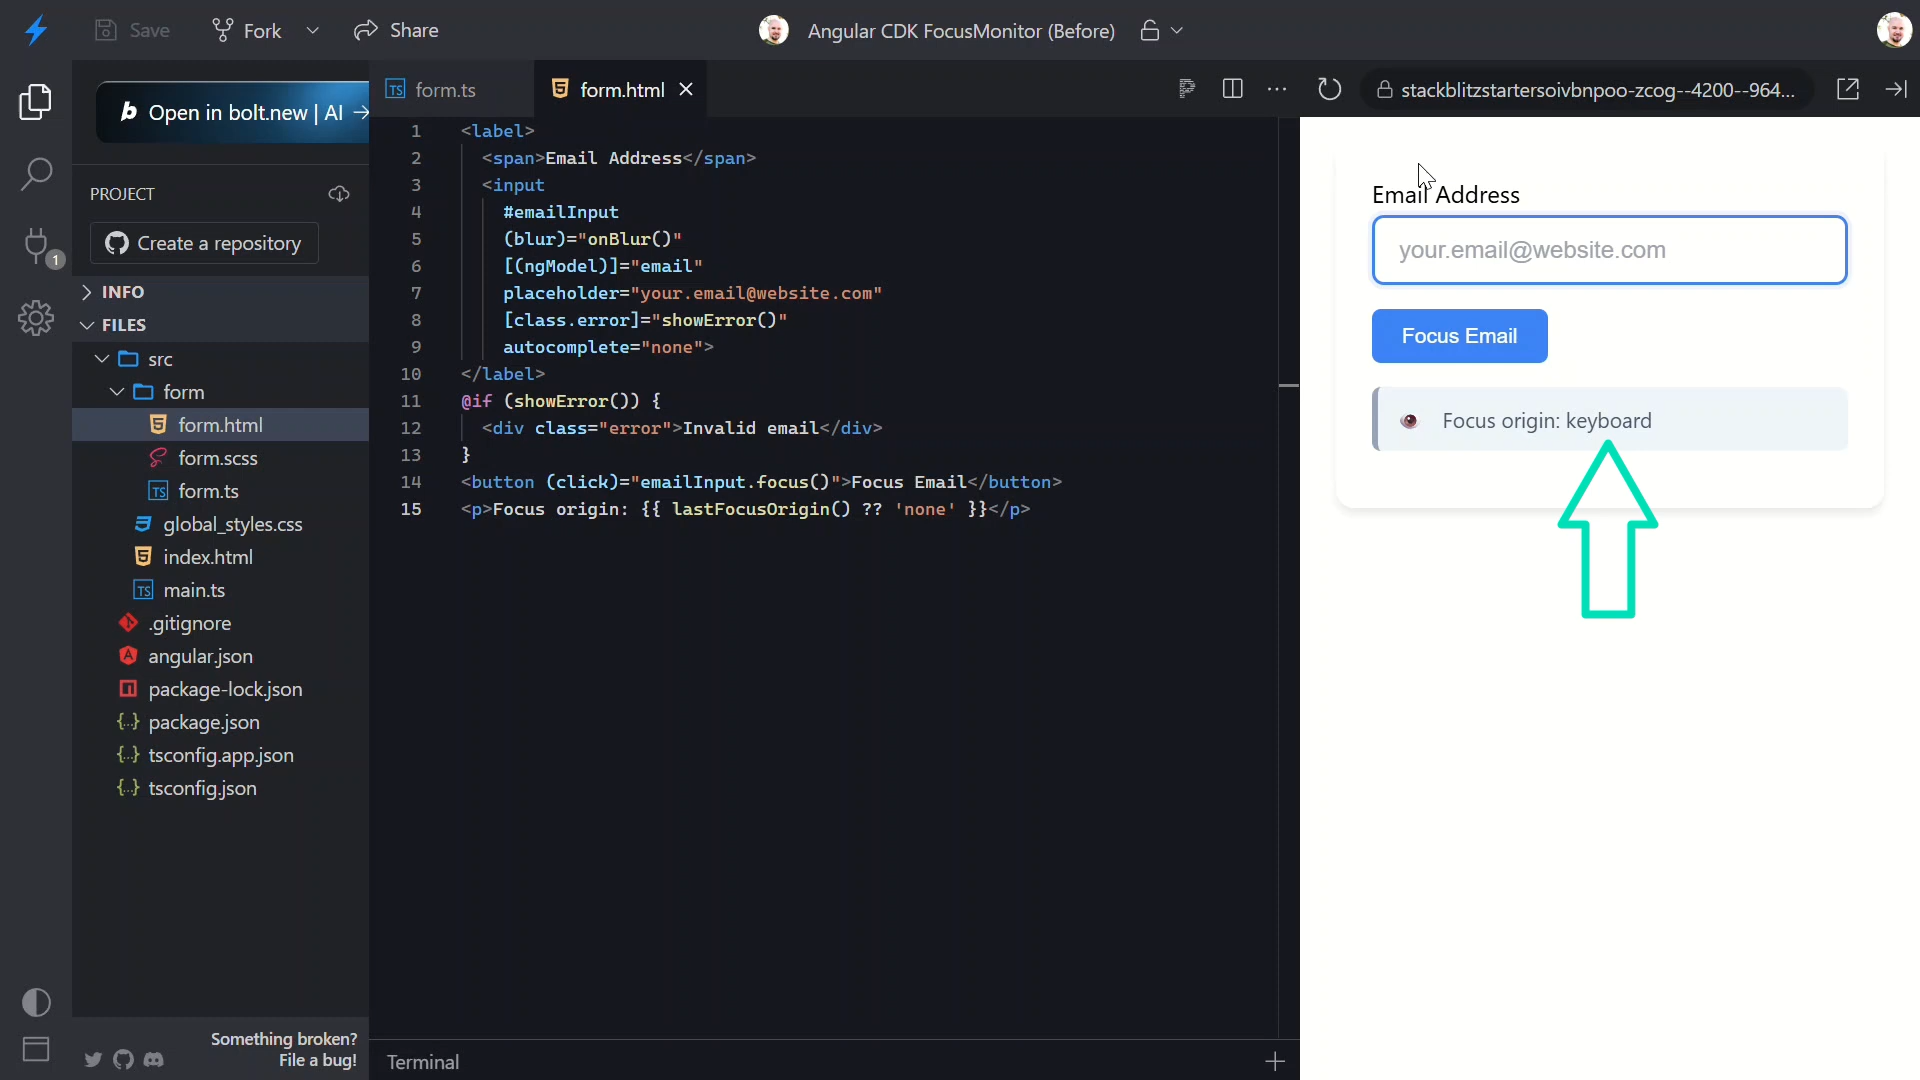 Save
Fork
Share
Angular CDK FocusMonitor (Before)
Open in bolt.new | AI
form.ts
form.html
stackblitzstartersoivbnpoo-zcog--4200--964...
PROJECT
Create a repository
1
INFO
FILES
src
form
form.html
form.scss
form.ts
global_styles.css
index.html
main.ts
.gitignore
angular.json
package-lock.json
package.json
tsconfig.app.json
tsconfig.json
Something broken?
File a bug!
1 <label>
2 <span>Email Address</span>
3 <input
4 #emailInput
5 (blur)="onBlur()"
6 [(ngModel)]="email"
7 placeholder="your.email@website.com"
8 [class.error]="showError()"
9 autocomplete="none">
10 </label>
11 @if (showError()) {
12 <div class="error">Invalid email</div>
13 }
14 <button (click)="emailInput.focus()">Focus Email</button>
15 <p>Focus origin: {{ lastFocusOrigin() ?? 'none' }}</p>
Terminal
Email Address
your.email@website.com
Focus Email
Focus origin: keyboard